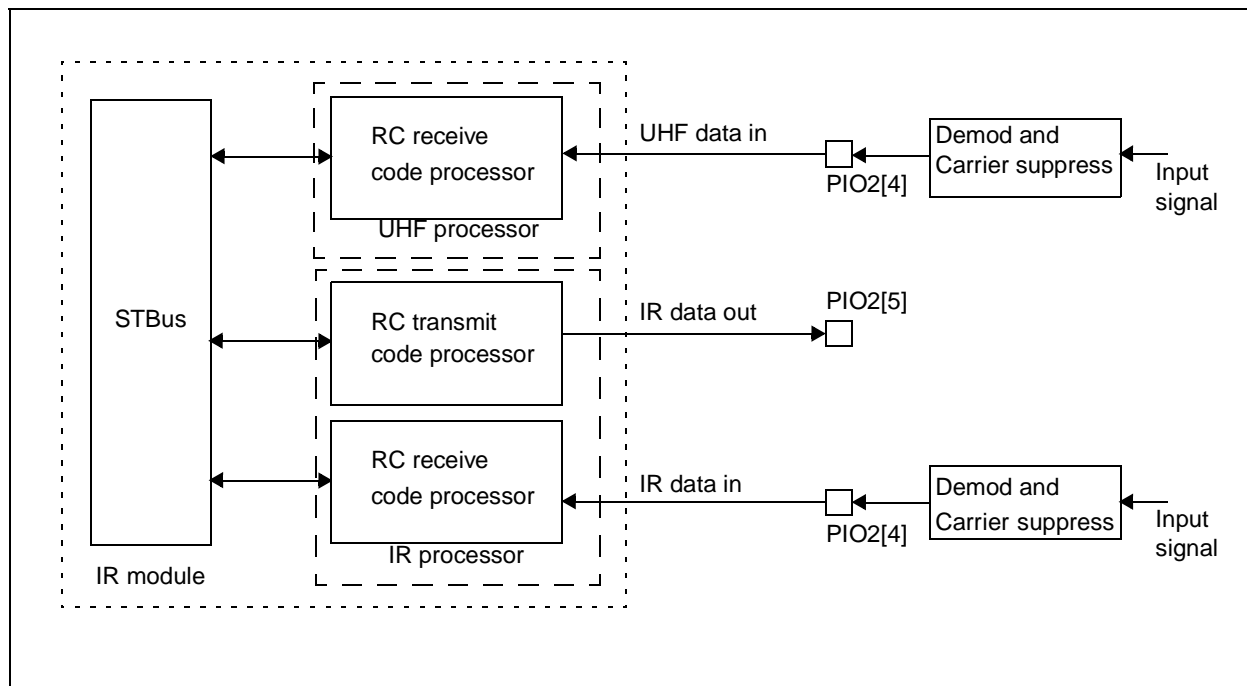 RC receive
code processor
UHF processor
UHF data in
PIO2[4]
Demod and
Carrier suppress
Input
signal
STBus
RC transmit
code processor
IR data out
PIO2[5]
RC receive
code processor
IR processor
IR data in
PIO2[4]
Demod and
Carrier suppress
Input
signal
IR module